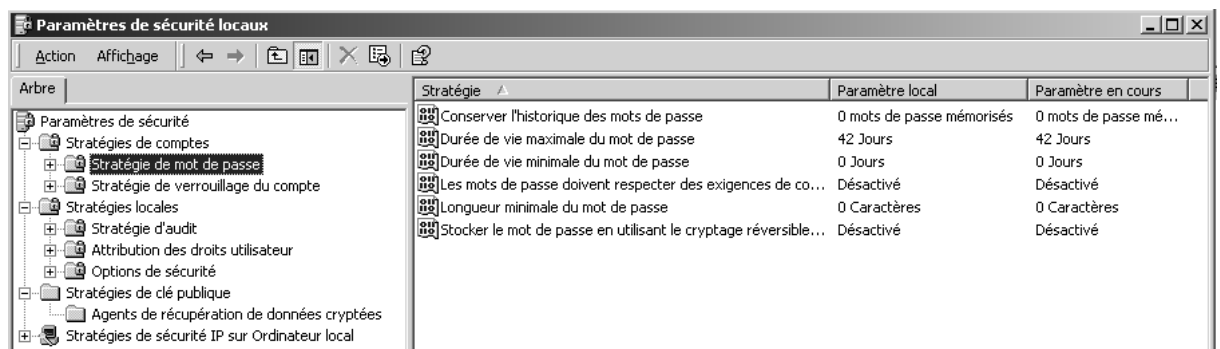 Paramètres de sécurité locaux
Action Affichage
Arbre
Paramètres de sécurité
Stratégies de comptes
Stratégie de mot de passe
Stratégie de verrouillage du compte
Stratégies locales
Stratégie d'audit
Attribution des droits utilisateur
Options de sécurité
Stratégies de clé publique
Agents de récupération de données cryptées
Stratégies de sécurité IP sur Ordinateur local
Stratégie Paramètre local Paramètre en cours
Conserver l'historique des mots de passe 0 mots de passe mémorisés 0 mots de passe mé...
Durée de vie maximale du mot de passe 42 Jours 42 Jours
Durée de vie minimale du mot de passe 0 Jours 0 Jours
Les mots de passe doivent respecter des exigences de co... Désactivé Désactivé
Longueur minimale du mot de passe 0 Caractères 0 Caractères
Stocker le mot de passe en utilisant le cryptage réversible... Désactivé Désactivé